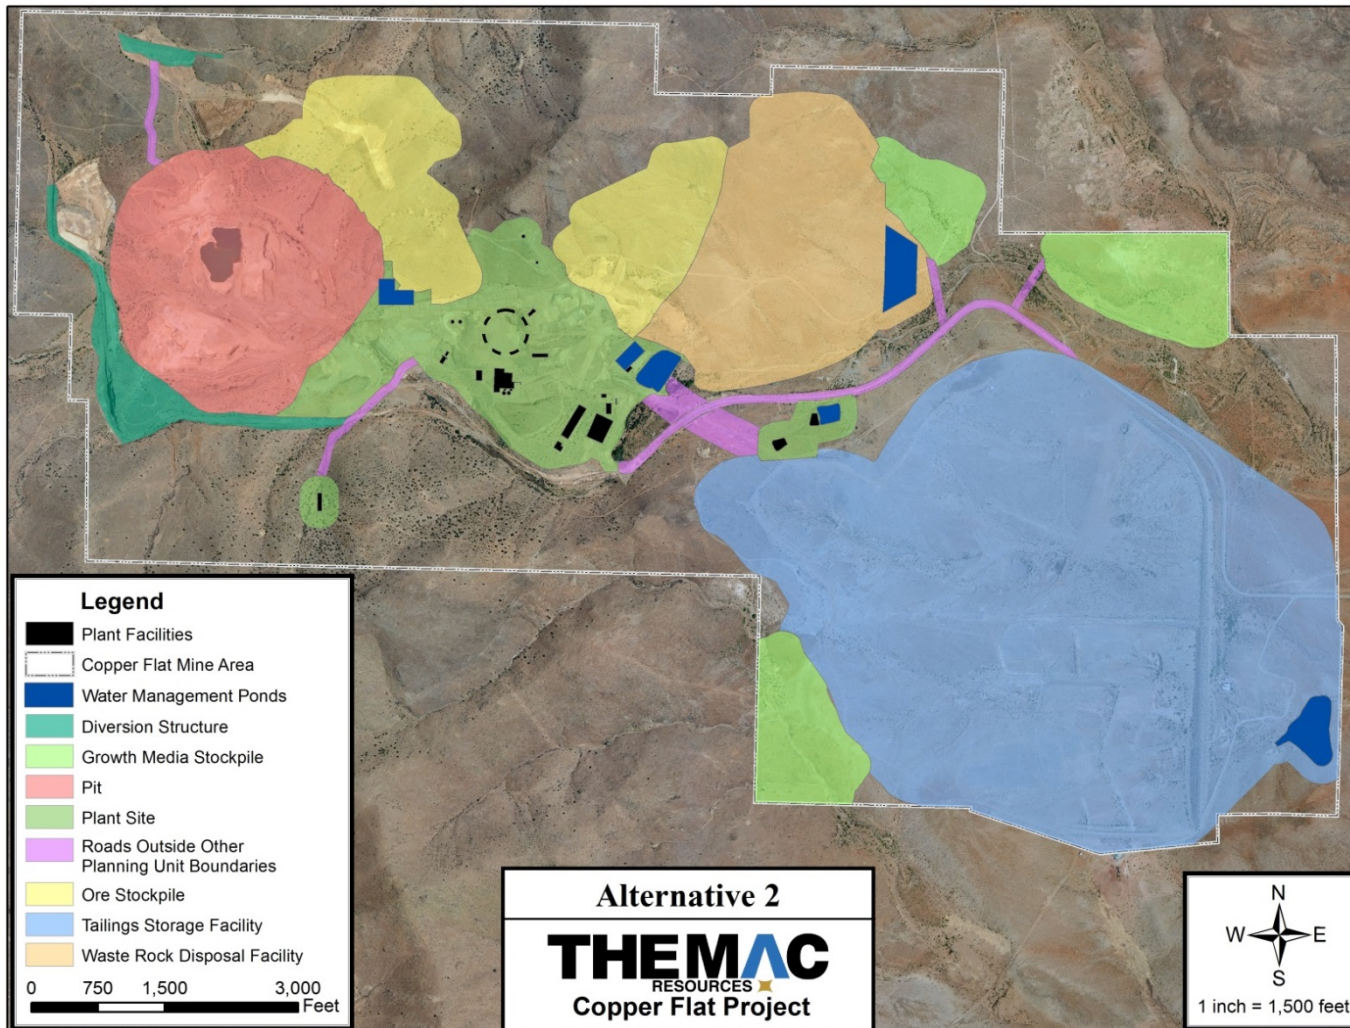 Legend
Plant Facilities
Copper Flat Mine Area
Water Management Ponds
Diversion Structure
Growth Media Stockpile
Pit
Plant Site
Roads Outside Other
Planning Unit Boundaries
Ore Stockpile
Tailings Storage Facility
Waste Rock Disposal Facility
0 750 1,500 3,000
Feet
Alternative 2
THEMAC
RESOURCES
Copper Flat Project
N
W E
S
1 inch = 1,500 feet